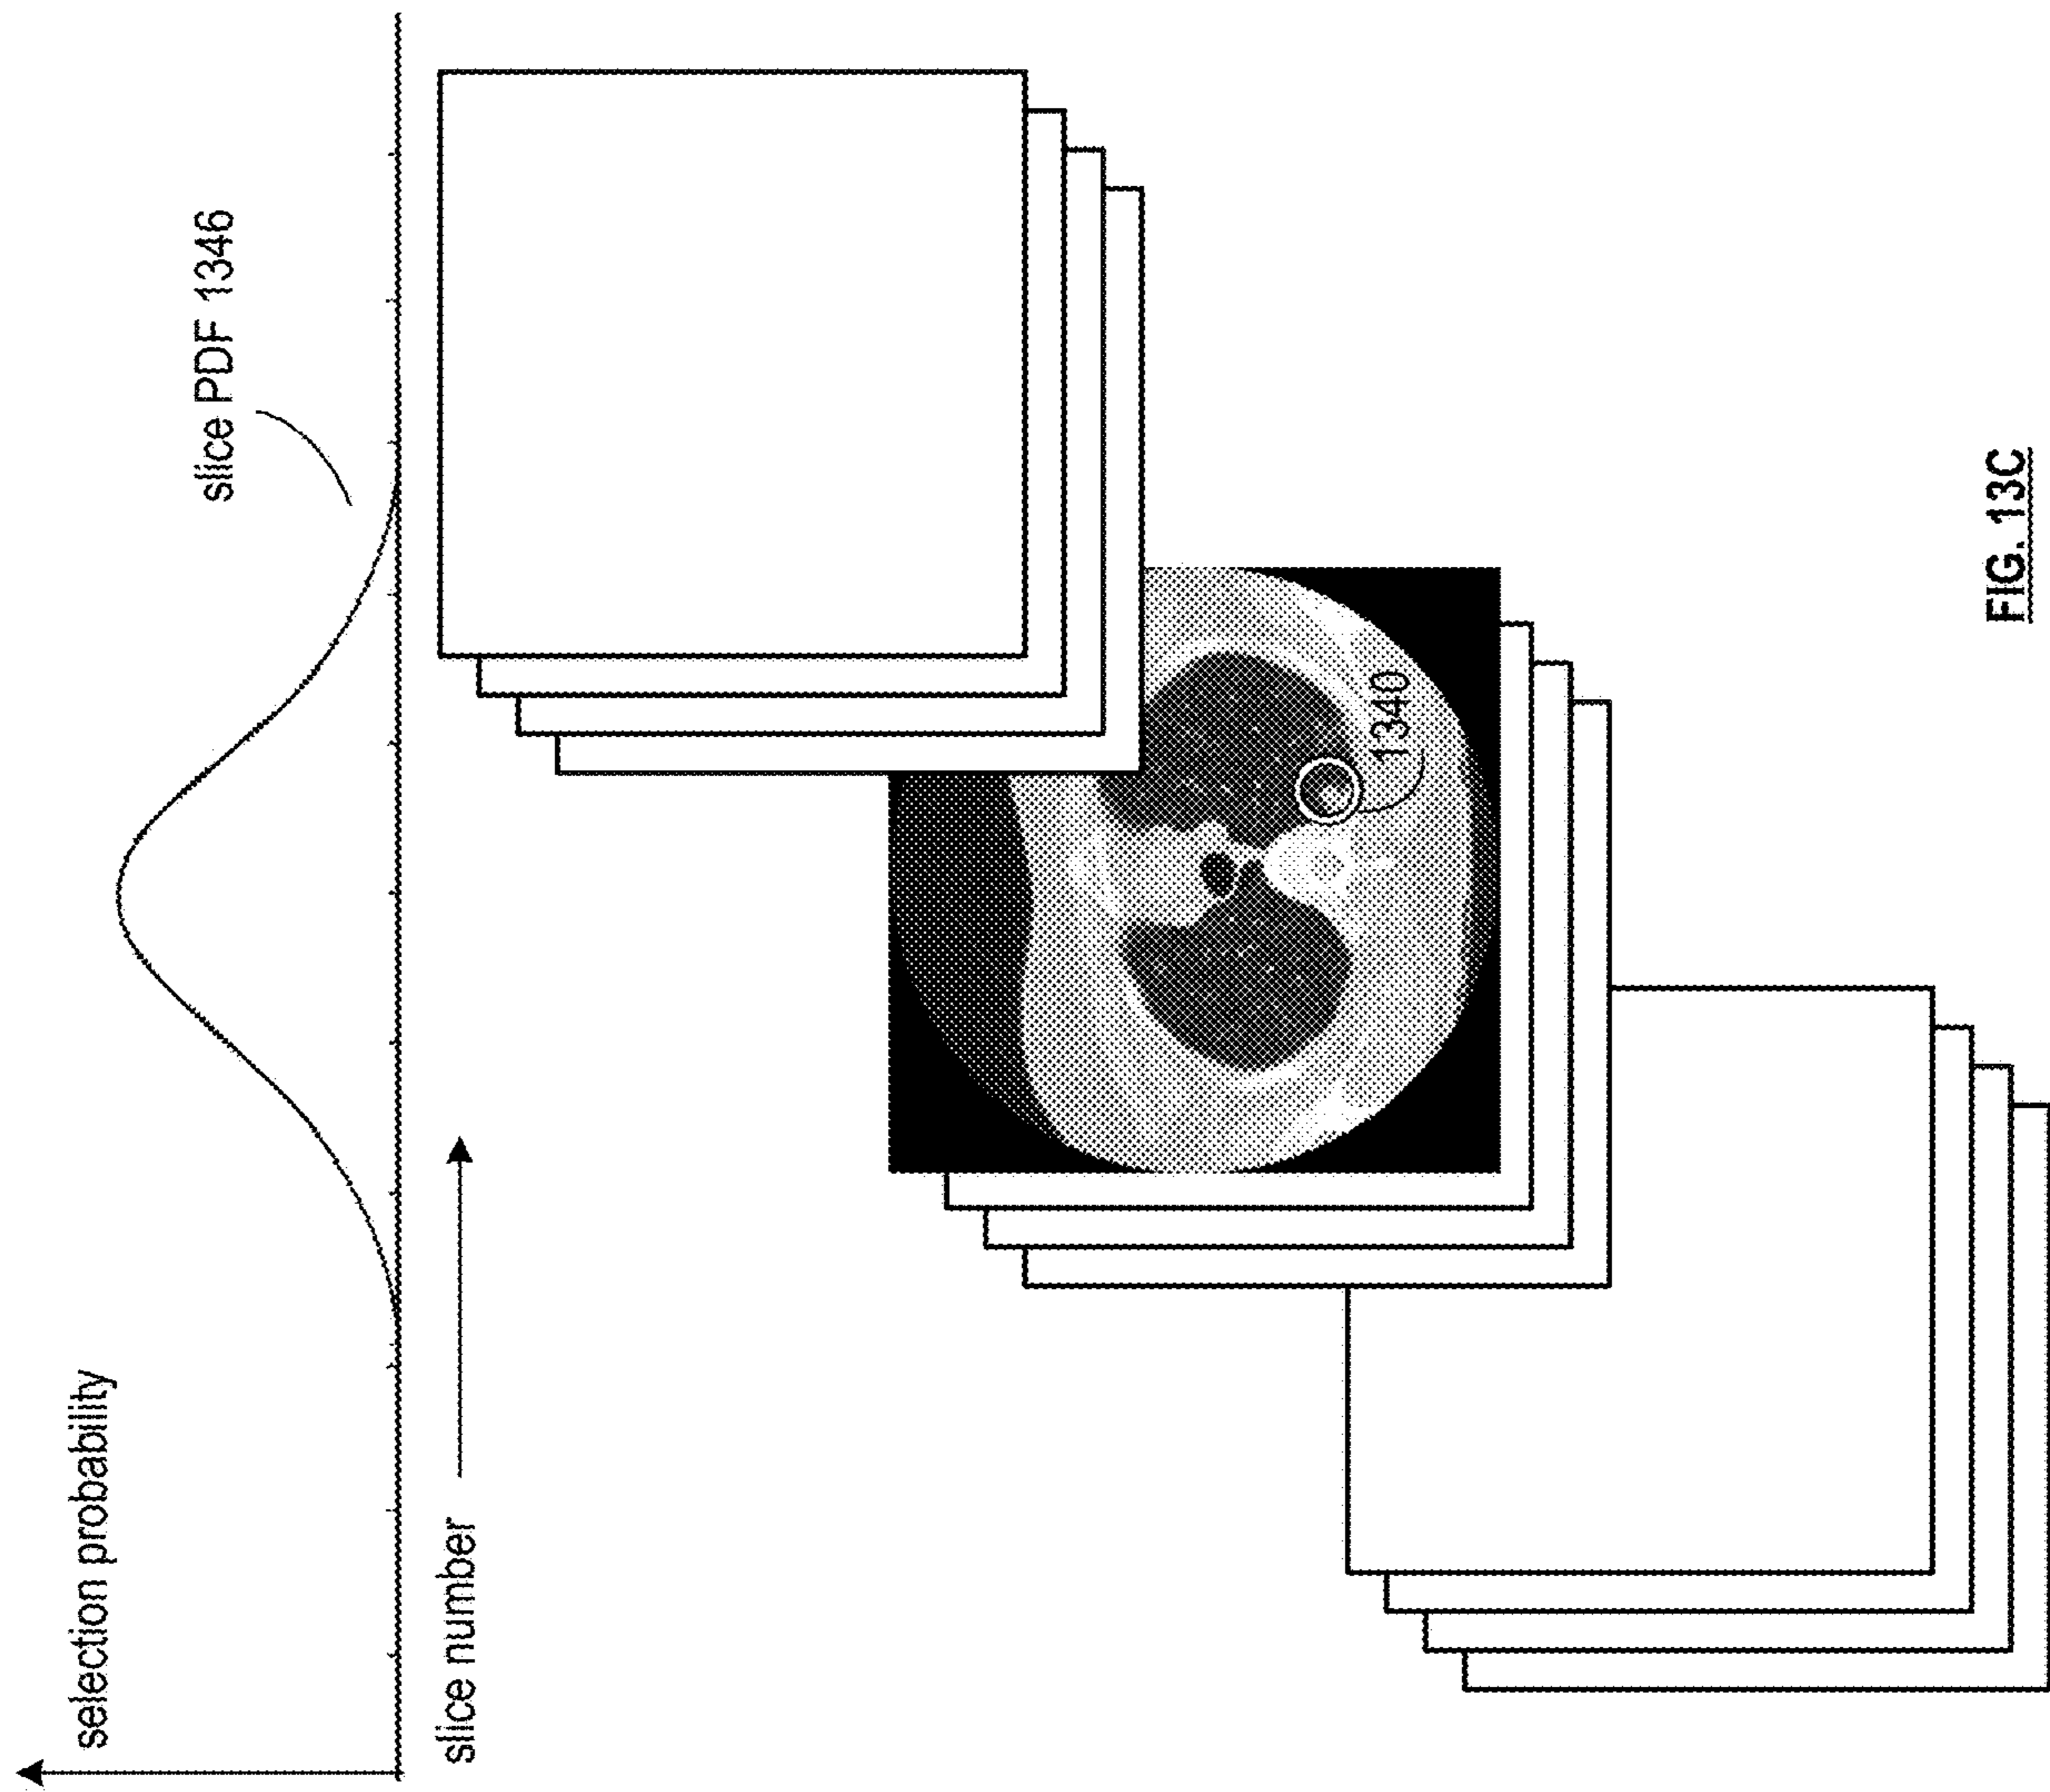 selection probability
slice PDF 1346
slice number
1340
FIG. 13C